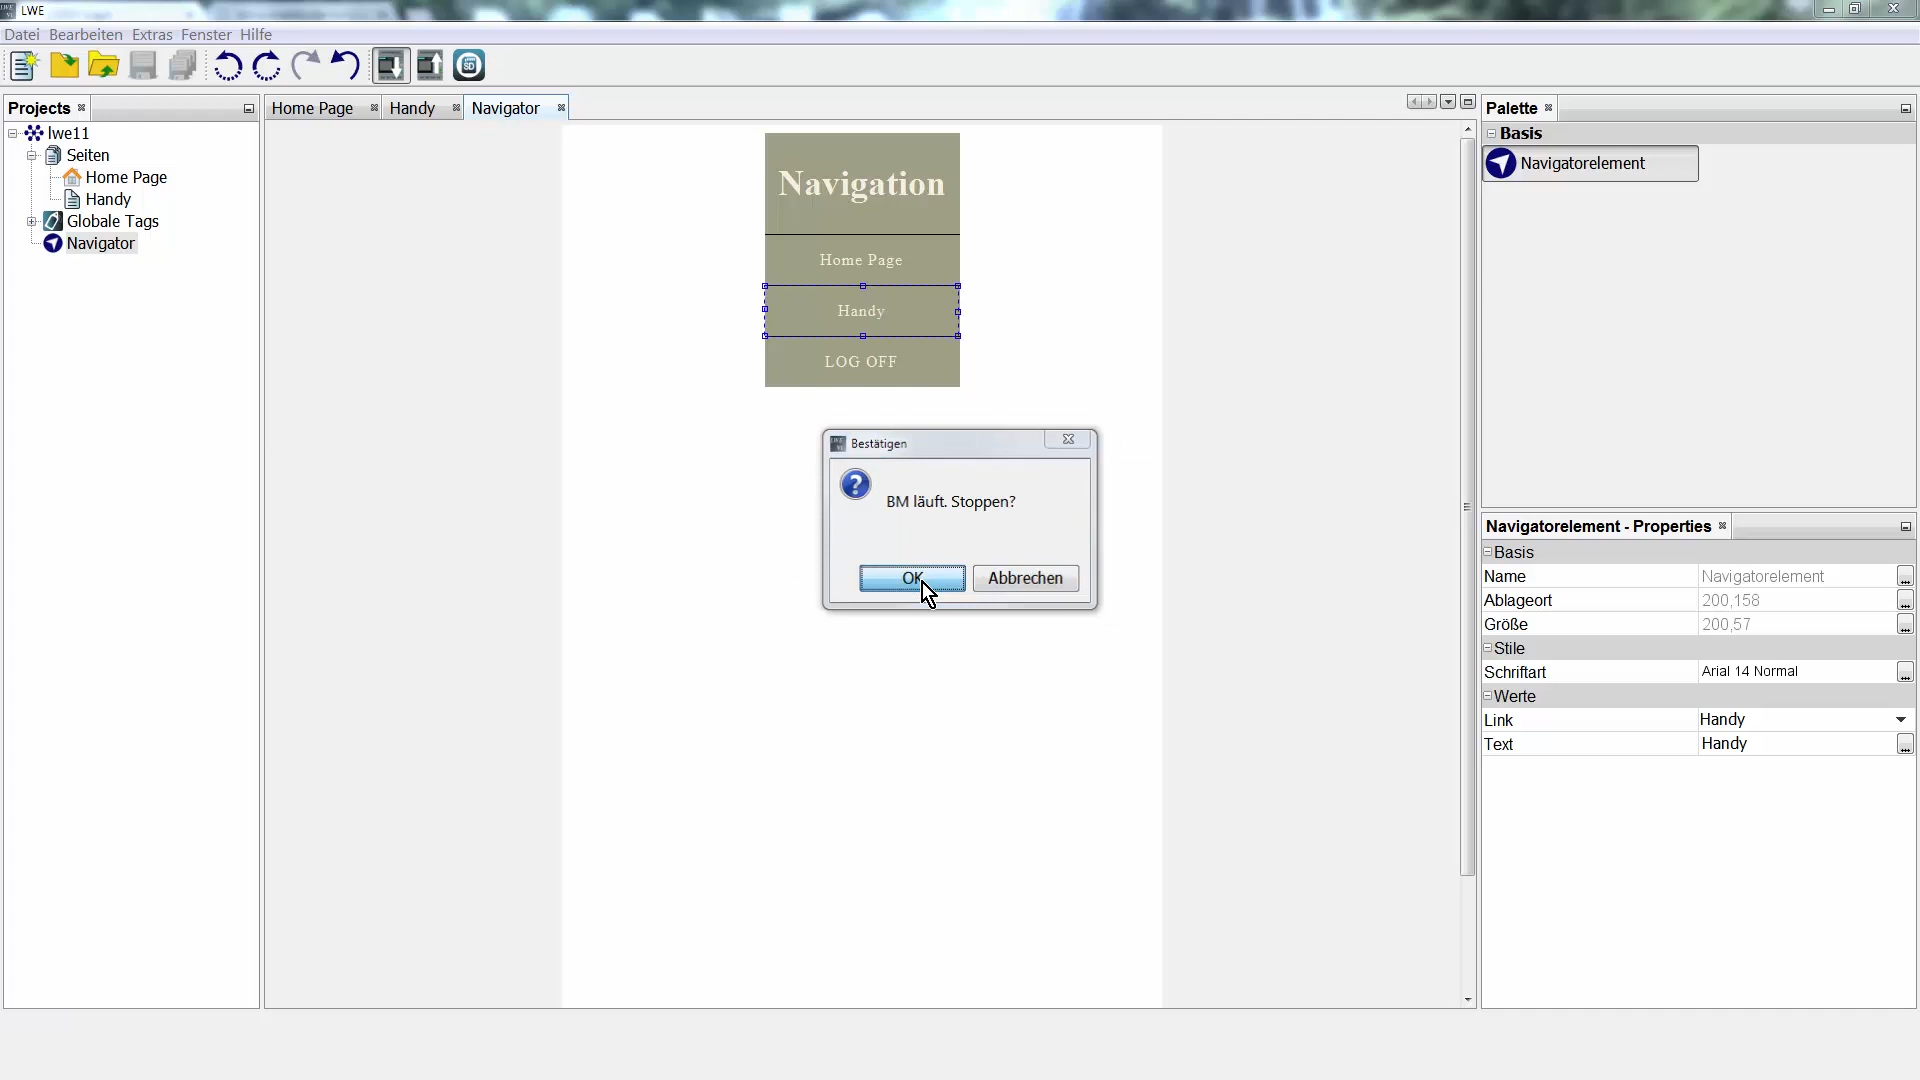 LWE
Datei Bearbeiten Extras Fenster Hilfe
Projects
Home Page Handy Navigator
Palette
lwe11
Seiten
Home Page
Handy
Globale Tags
Navigator
Navigation
Home Page
Handy
LOG OFF
Bestätigen
BM läuft. Stoppen?
OK Abbrechen
Basis
Navigatorelement
Navigatorelement - Properties
Basis
Name Navigatorelement
Ablageort 200,158
Größe 200,57
Stile
Schriftart Arial 14 Normal
Werte
Link Handy
Text Handy